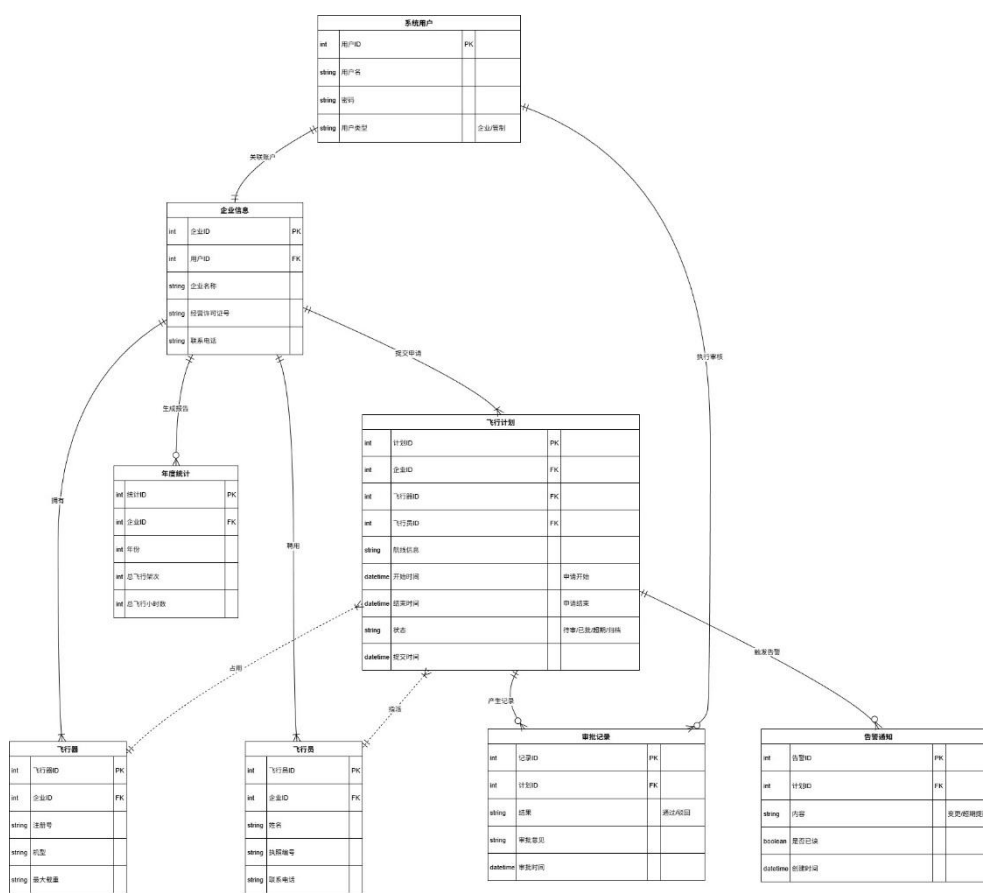 系统用户
int 用户ID PK
string 用户名
string 密码
string 用户类型 企业/管制
关联账户
企业信息
int 企业ID PK
int 用户ID FK
string 企业名称
string 经营许可证号
string 联系电话
提交申请
执行审核
生成报告
拥有
聘用
年度统计
int 统计ID PK
int 企业ID FK
int 年份
int 总飞行架次
int 总飞行小时数
飞行计划
int 计划ID PK
int 企业ID FK
int 飞行器ID FK
int 飞行员ID FK
string 航线信息
datetime 开始时间 申请开始
datetime 结束时间 申请结束
string 状态 待审/已批/超期/归档
datetime 提交时间
占用
触发告警
产生记录
飞行器
int 飞行器ID PK
int 企业ID FK
string 注册号
string 机型
string 最大载重
飞行员
int 飞行员ID PK
int 企业ID FK
string 姓名
string 执照编号
string 联系电话
审批记录
int 记录ID PK
int 计划ID FK
string 结果 通过/驳回
string 审批意见
datetime 审批时间
告警通知
int 告警ID PK
int 计划ID FK
string 内容 变更/超期提
boolean 是否已读
datetime 创建时间